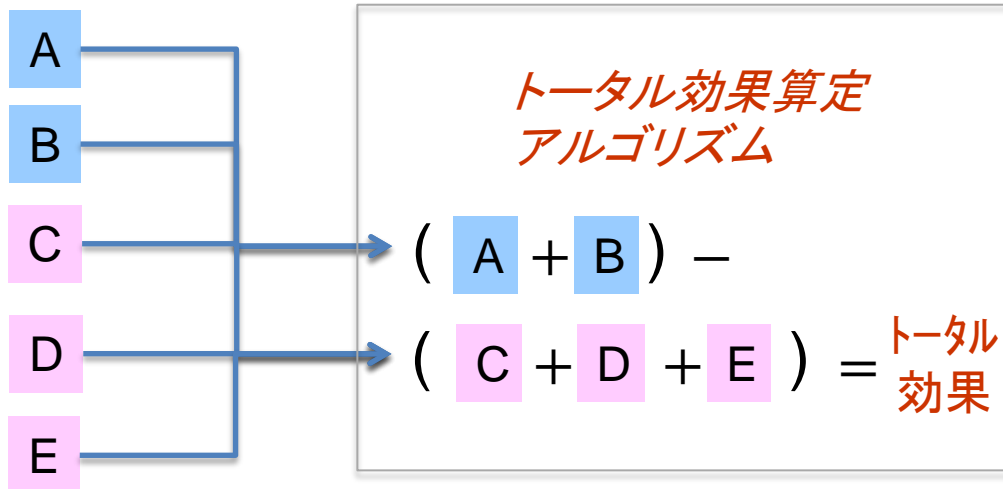 A
B
C
D
E
トータル効果算定
アルゴリズム
( A + B ) −
( C + D + E ) = トータル
効果